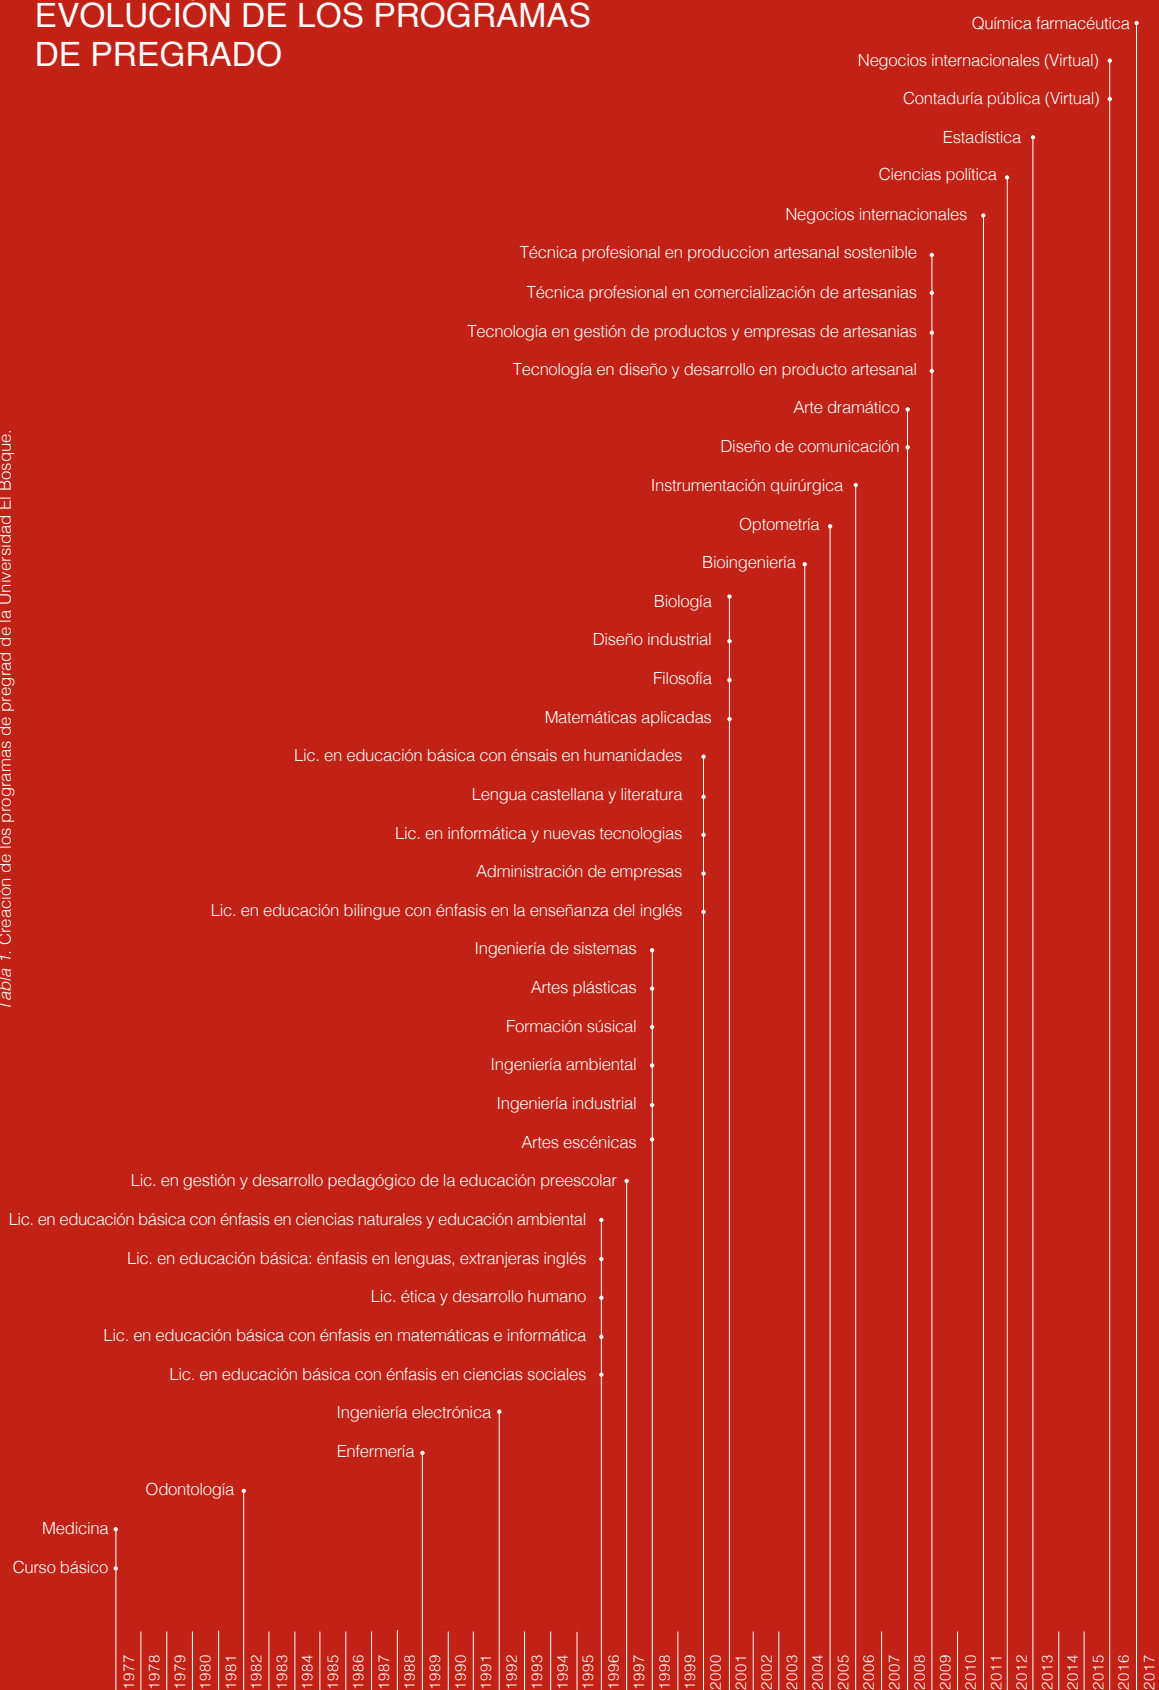 EVOLUCIÓN DE LOS PROGRAMAS
DE PREGRADO
Química farmacéutica
Negocios internacionales (Virtual)
Contaduría pública (Virtual)
Estadística
Ciencias política
Negocios internacionales
Técnica profesional en produccion artesanal sostenible
Técnica profesional en comercialización de artesanias
Tecnología en gestión de productos y empresas de artesanias
Tecnología en diseño y desarrollo en producto artesanal
Arte dramático
Diseño de comunicación
Instrumentación quirúrgica
Optometría
Bioingeniería
Biología
Diseño industrial
Filosofía
Matemáticas aplicadas
Lic. en educación básica con énsais en humanidades
Lengua castellana y literatura
Lic. en informática y nuevas tecnologias
Administración de empresas
Lic. en educación bilingue con énfasis en la enseñanza del inglés
Ingeniería de sistemas
Artes plásticas
Formación súsical
Ingeniería ambiental
Ingeniería industrial
Artes escénicas
Lic. en gestión y desarrollo pedagógico de la educación preescolar
Lic. en educación básica con énfasis en ciencias naturales y educación ambiental
Lic. en educación básica: énfasis en lenguas, extranjeras inglés
Lic. ética y desarrollo humano
Lic. en educación básica con énfasis en matemáticas e informática
Lic. en educación básica con énfasis en ciencias sociales
Ingeniería electrónica
Enfermería
Odontología
Medicina
Curso básico
1977
1978
1979
1980
1981
1982
1983
1984
1985
1986
1987
1988
1989
1990
1991
1992
1993
1994
1995
1996
1997
1998
1999
2000
2001
2002
2003
2004
2005
2006
2007
2008
2009
2010
2011
2012
2013
2014
2015
2016
2017
Tabla 1. Creación de los programas de pregrad de la Universidad El Bosque.